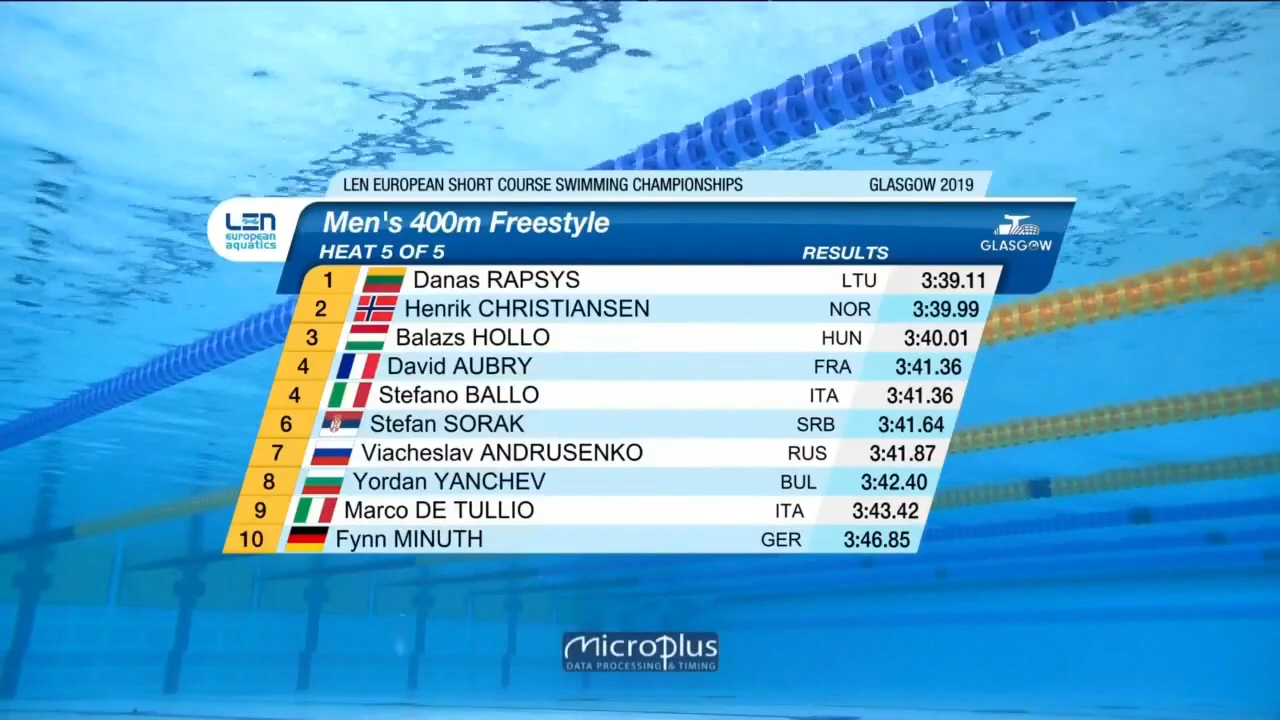 LEN EUROPEAN SHORT COURSE SWIMMING CHAMPIONSHIPS GLASGOW 2019
LEN
european
aquatics
Men's 400m Freestyle
GLASGOW
HEAT 5 OF 5 RESULTS
1 Danas RAPSYS LTU 3:39.11
2 Henrik CHRISTIANSEN NOR 3:39.99
3 Balazs HOLLO HUN 3:40.01
4 David AUBRY FRA 3:41.36
4 Stefano BALLO ITA 3:41.36
6 Stefan SORAK SRB 3:41.64
7 Viacheslav ANDRUSENKO RUS 3:41.87
8 Yordan YANCHEV BUL 3:42.40
9 Marco DE TULLIO ITA 3:43.42
10 Fynn MINUTH GER 3:46.85
Microplus
DATA PROCESSING & TIMING